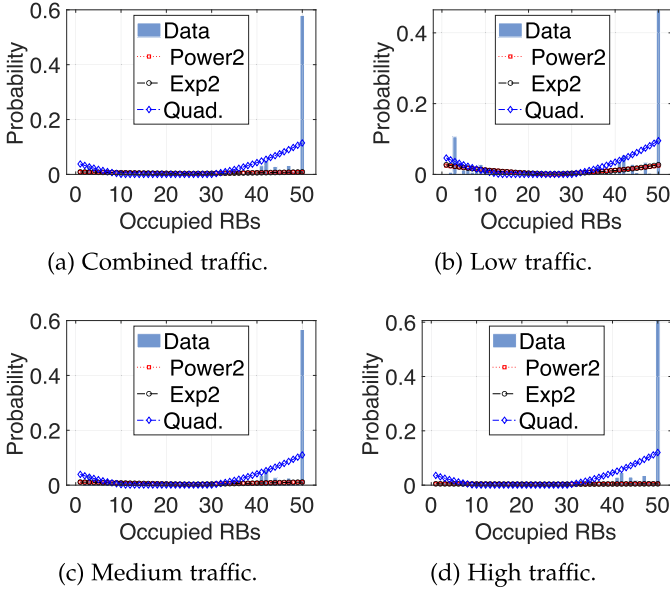 0.6
0.4
0.2
0
Probability
Data
Power2
Exp2
Quad.
0 10 20 30 40 50
Occupied RBs
(a) Combined traffic.
0.4
0.2
0
Probability
Data
Power2
Exp2
Quad.
0 10 20 30 40 50
Occupied RBs
(b) Low traffic.
0.6
0.4
0.2
0
Probability
Data
Power2
Exp2
Quad.
0 10 20 30 40 50
Occupied RBs
(c) Medium traffic.
0.6
0.4
0.2
0
Probability
Data
Power2
Exp2
Quad.
0 10 20 30 40 50
Occupied RBs
(d) High traffic.